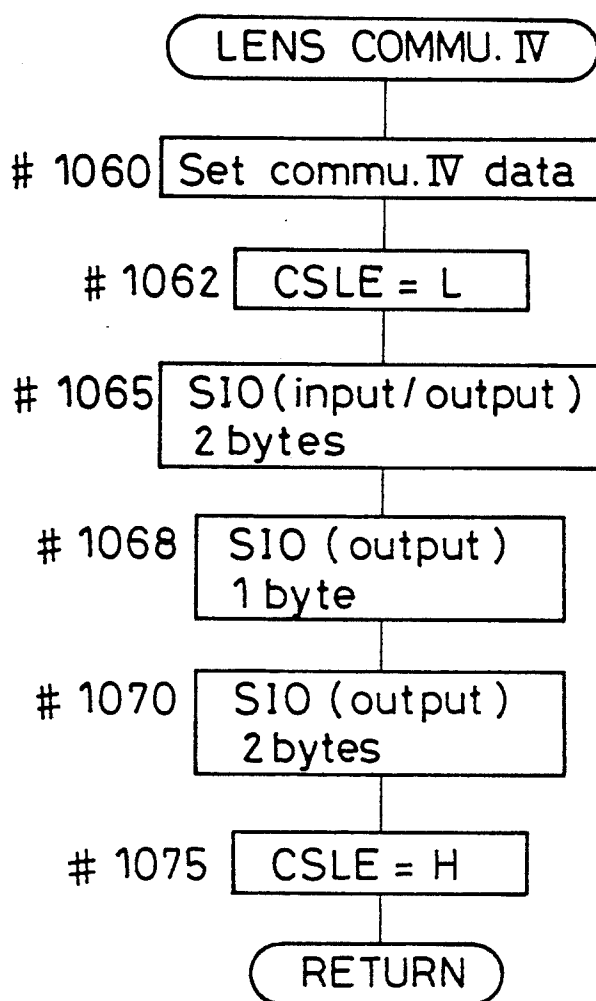 LENS COMMU. IV
# 1060 Set commu. IV data
# 1062 CSLE = L
# 1065 SIO (input/output)
2 bytes
# 1068 SIO (output)
1 byte
# 1070 SIO (output)
2 bytes
# 1075 CSLE = H
RETURN